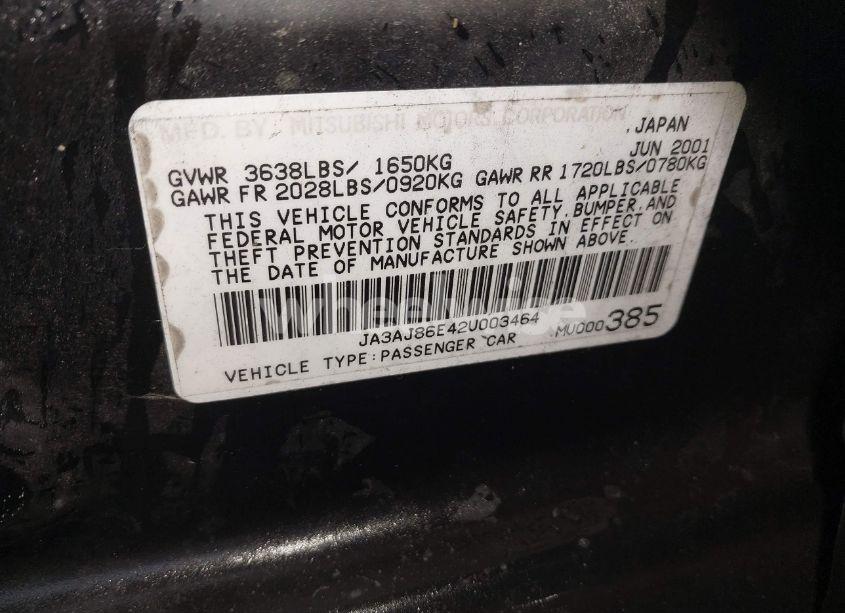 MFD. BY MITSUBISHI MOTORS CORPORATION
, JAPAN
GVWR 3638LBS/ 1650KG JUN 2001
GAWR FR 2028LBS/0920KG GAWR RR 1720LBS/0780KG
THIS VEHICLE CONFORMS TO ALL APPLICABLE
FEDERAL MOTOR VEHICLE SAFETY, BUMPER, AND
THEFT PREVENTION STANDARDS IN EFFECT ON
THE DATE OF MANUFACTURE SHOWN ABOVE.
JA3AJ86E42U003464 MU000385
VEHICLE TYPE:PASSENGER CAR